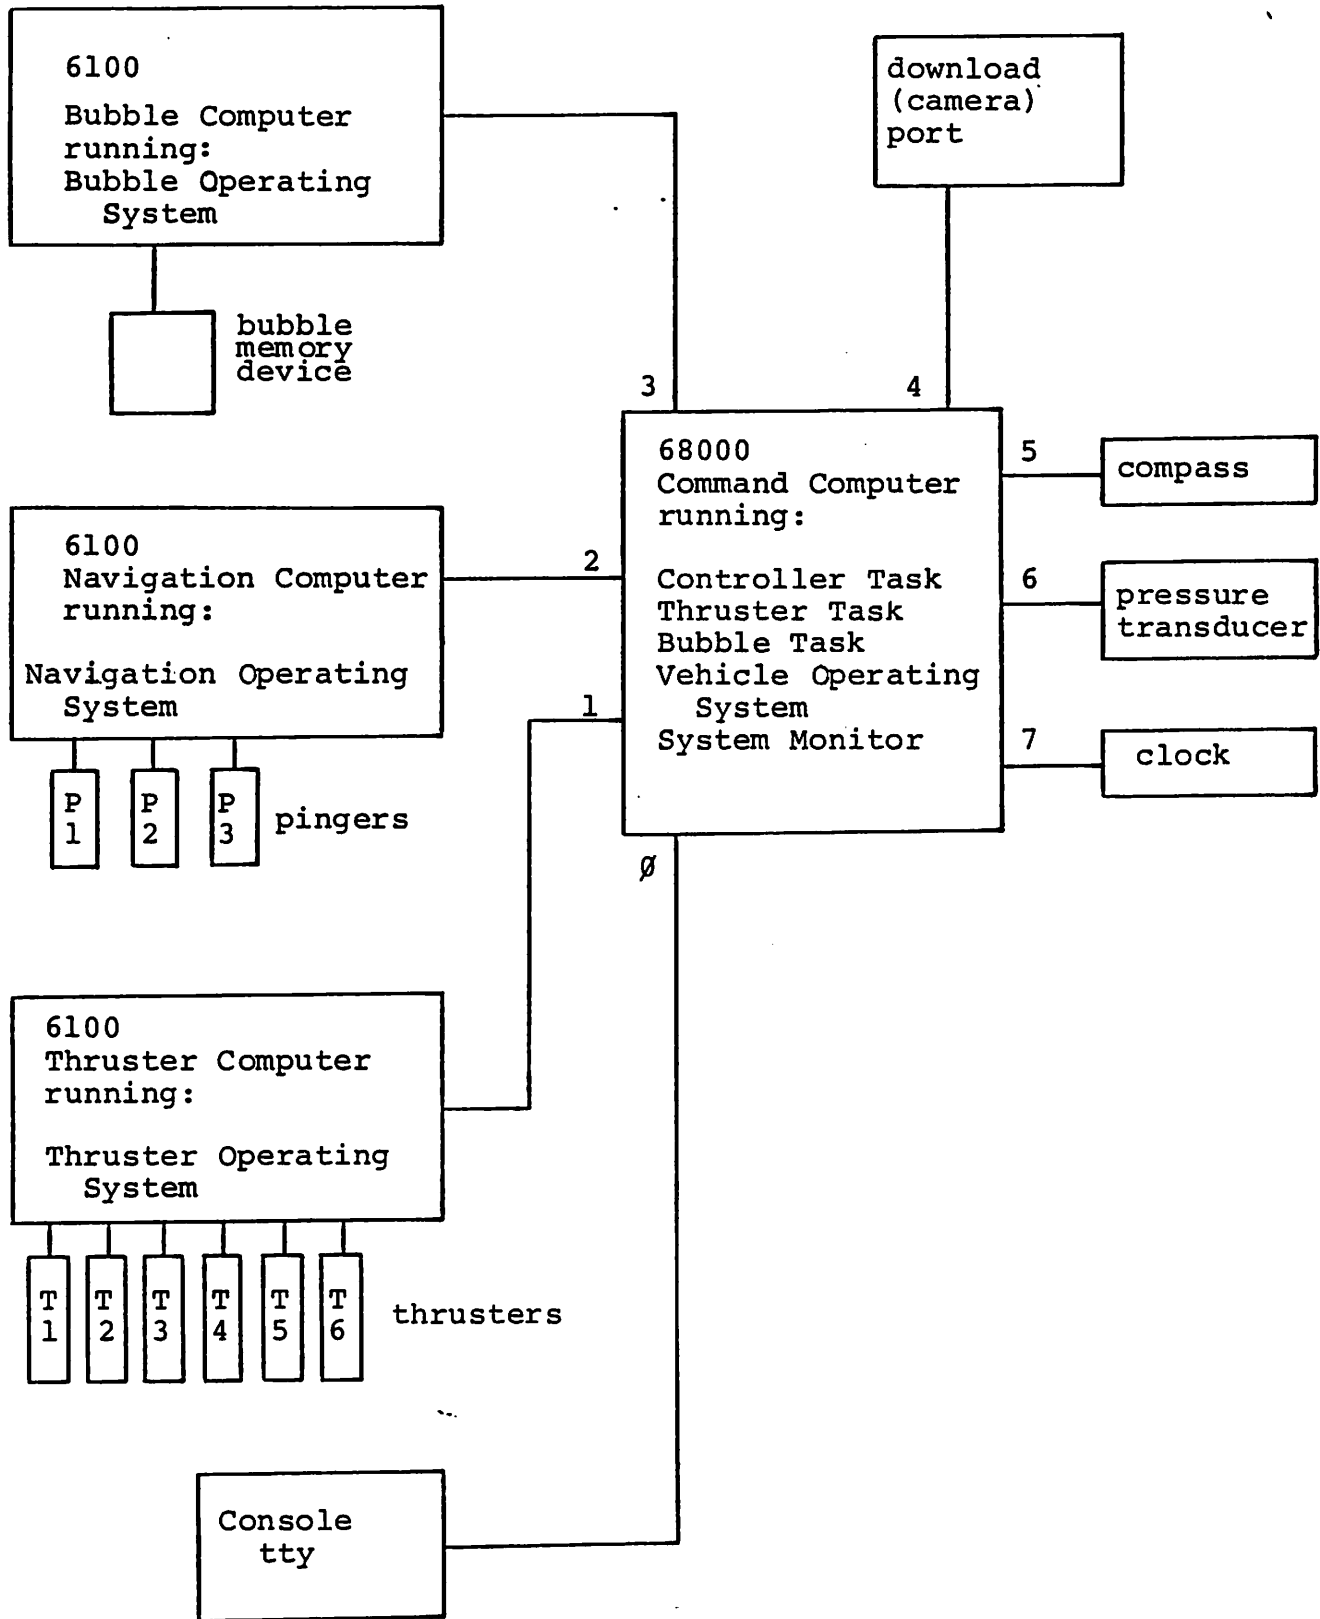 6100
Bubble Computer
running:
Bubble Operating
System
bubble
memory
device
download
(camera)
port
3
4
68000
Command Computer
running:
Controller Task
Thruster Task
Bubble Task
Vehicle Operating
System
System Monitor
5
compass
6
pressure
transducer
7
clock
6100
Navigation Computer
running:
Navigation Operating
System
2
1
P
1
P
2
P
3
pingers
Ø
6100
Thruster Computer
running:
Thruster Operating
System
T
1
T
2
T
3
T
4
T
5
T
6
thrusters
Console
tty